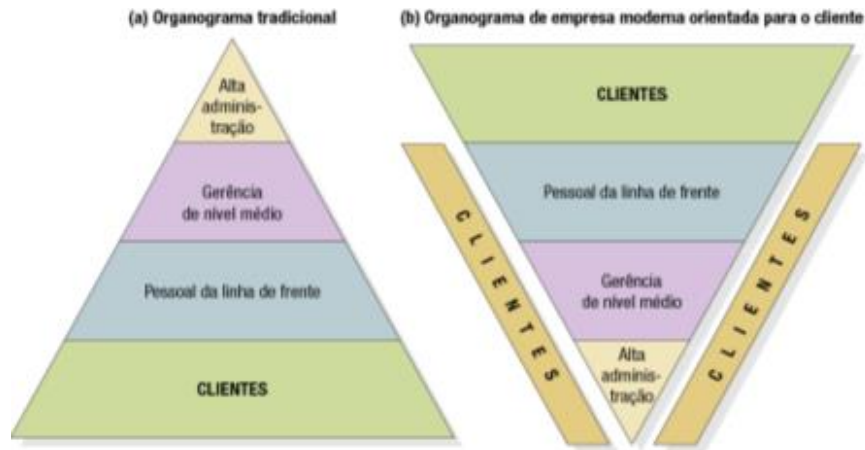 (a) Organograma tradicional
Alta
adminis-
tração
Gerência
de nível médio
Pessoal da linha de frente
CLIENTES
(b) Organograma de empresa moderna orientada para o cliente
CLIENTES
Pessoal da linha de frente
Gerência
de nível médio
Alta
adminis-
tração
CLIENTES
CLIENTES